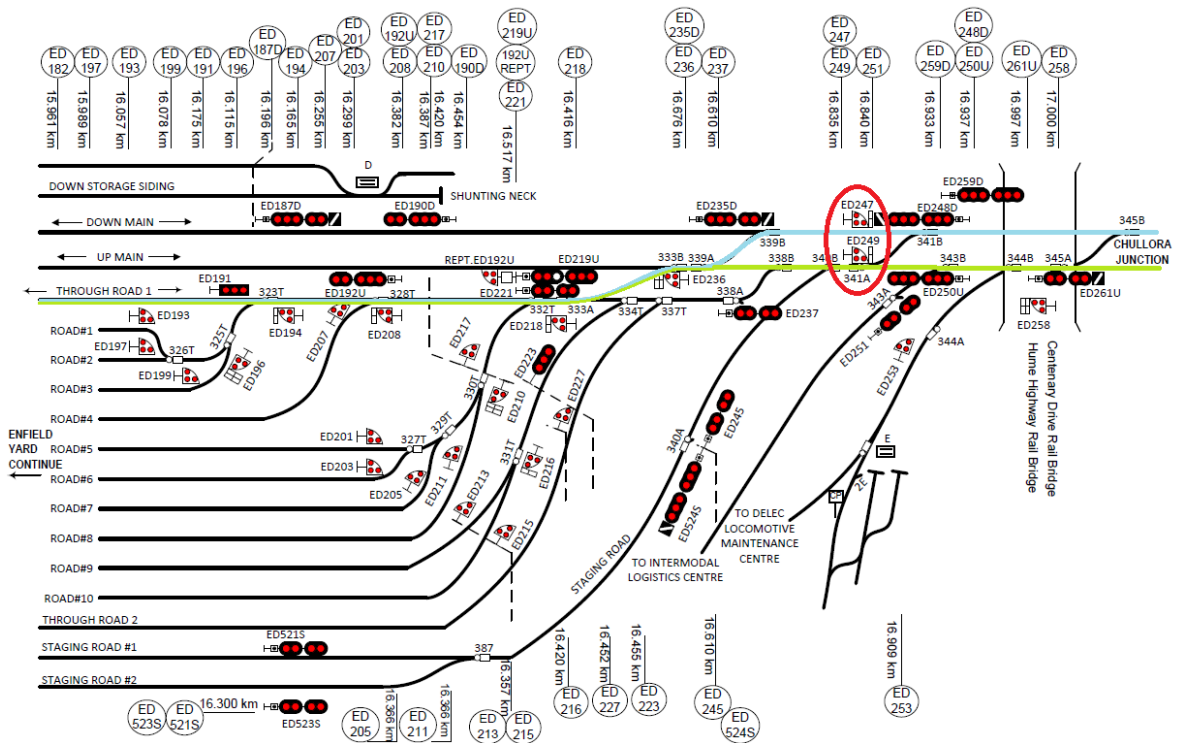 ED 182
ED 197
ED 193
ED 199
ED 191
ED 196
ED 187D
ED 194
ED 207
ED 201
ED 203
ED 192U
ED 208
ED 217
ED 210
ED 190D
ED 219U
192U REPT
ED 221
ED 218
ED 235D
ED 236
ED 237
ED 247
ED 249
ED 251
ED 259D
ED 248D
ED 250U
ED 261U
ED 258
15.961 km
15.989 km
16.057 km
16.078 km
16.175 km
16.115 km
16.196 km
16.165 km
16.255 km
16.299 km
16.382 km
16.387 km
16.420 km
16.454 km
16.517 km
16.416 km
16.676 km
16.610 km
16.835 km
16.840 km
16.933 km
16.937 km
16.997 km
17.000 km
D
DOWN STORAGE SIDING
SHUNTING NECK
ED187D
ED190D
ED235D
ED247
ED248D
ED259D
DOWN MAIN
339B
341B
345B
CHULLORA
JUNCTION
UP MAIN
REPT.ED192U
ED219U
333B
339A
338B
340B
ED249
341A
343B
344B
345A
THROUGH ROAD 1
ED191
323T
ED192U
328T
ED221
332T
333A
ED236
334T
337T
338A
ED237
343A
ED250U
ED261U
ED193
ED194
ED207
ED208
ED217
ED218
ED251
ED258
ROAD#1
ED197
325T
326T
ED196
ED199
ROAD#2
ROAD#3
ROAD#4
330T
ED210
ED223
ED227
ED253
344A
ENFIELD
YARD
CONTINUE
ED201
327T
329T
ROAD#5
ED203
ROAD#6
ED205
ED211
ED213
331T
ED216
ED215
340A
ED245
ED524S
E
2E
CP
Centenary Drive Rail Bridge
Hume Highway Rail Bridge
ROAD#7
ROAD#8
ROAD#9
ROAD#10
TO DELEC
LOCOMOTIVE
MAINTENANCE
CENTRE
TO INTERMODAL
LOGISTICS CENTRE
STAGING ROAD
THROUGH ROAD 2
STAGING ROAD #1
ED521S
387
STAGING ROAD #2
ED523S
16.300 km
16.366 km
16.366 km
16.357 km
16.420 km
16.452 km
16.455 km
16.610 km
16.909 km
ED 523S
ED 521S
ED 205
ED 211
ED 213
ED 215
ED 216
ED 227
ED 223
ED 245
ED 524S
ED 253